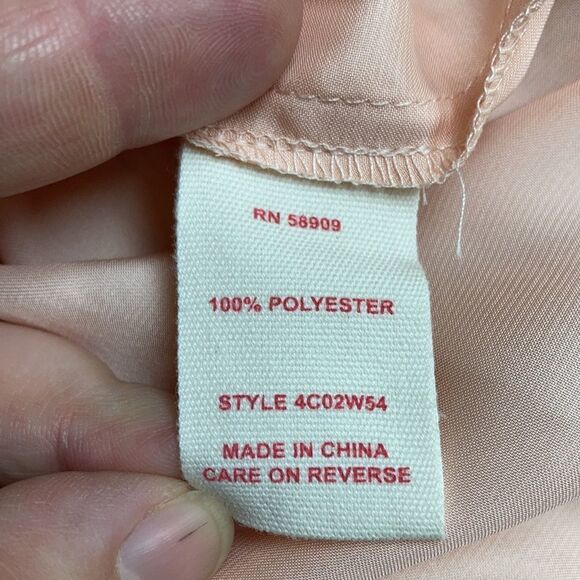 RN 58909
100% POLYESTER
STYLE 4C02W54
MADE IN CHINA
CARE ON REVERSE